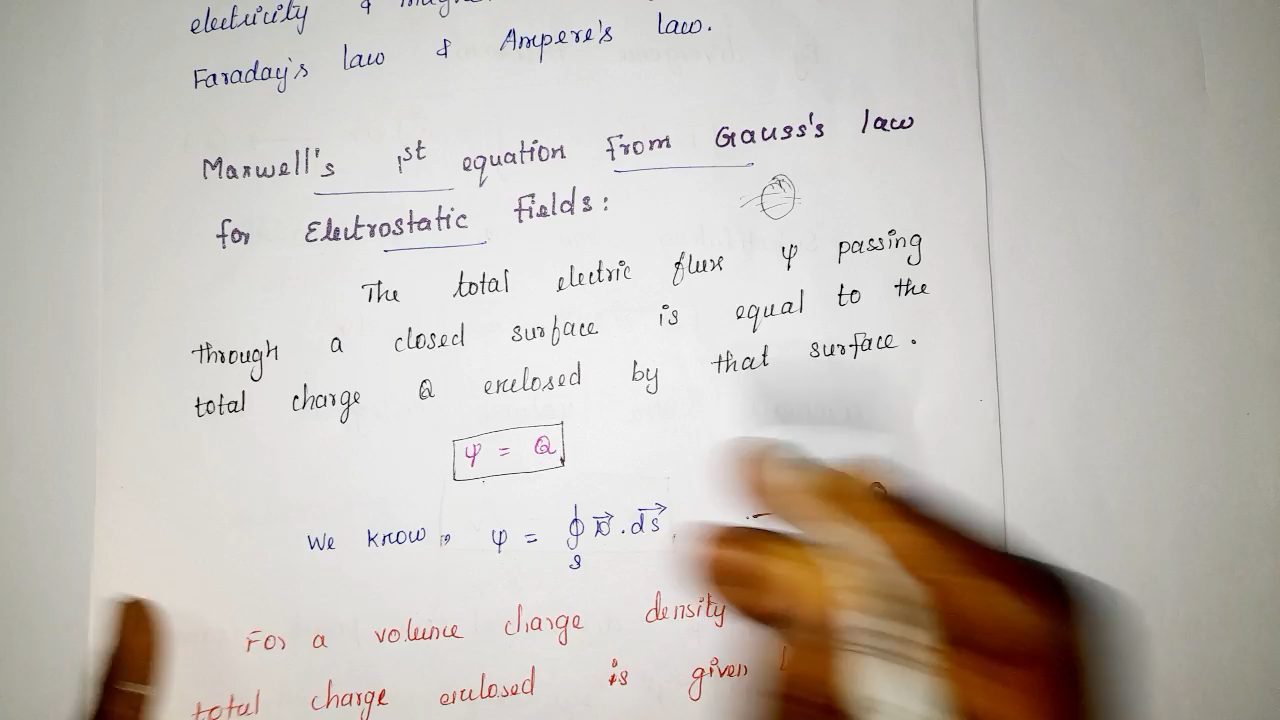 electricity &
Faraday's law & Ampere's law.
Maxwell's 1st equation from Gauss's law
for Electrostatic Fields:
The total electric flux ψ passing
through a closed surface is equal to the
total charge Q enclosed by that surface.
ψ = Q
We know, ψ = ∮s D⃗ . ds⃗
For a volume charge density
total charge enclosed is given